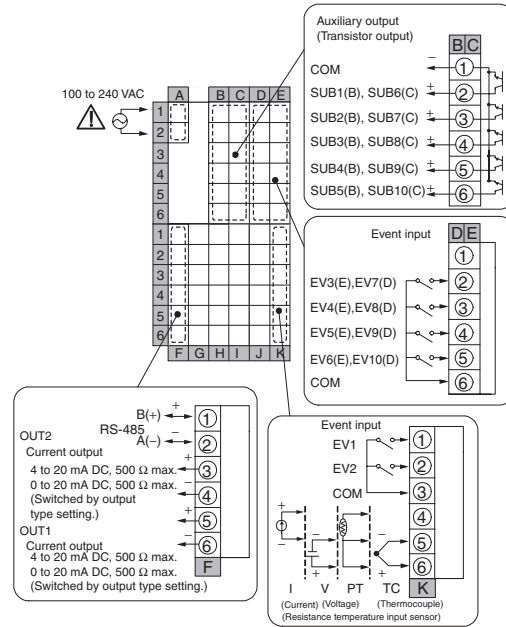 Auxiliary output
(Transistor output)
B C
COM − 1
SUB1(B), SUB6(C) + 2
SUB2(B), SUB7(C) + 3
SUB3(B), SUB8(C) + 4
SUB4(B), SUB9(C) + 5
SUB5(B), SUB10(C) + 6
100 to 240 VAC
A B C D E
1
2
3
4
5
6
1
2
3
4
5
6
F G H I J K
Event input
D E
1
EV3(E),EV7(D) 2
EV4(E),EV8(D) 3
EV5(E),EV9(D) 4
EV6(E),EV10(D) 5
COM 6
B(+) + 1
RS-485
A(−) − 2
OUT2
Current output
+ 3
4 to 20 mA DC, 500 Ω max.
0 to 20 mA DC, 500 Ω max.
− 4
(Switched by output
type setting.)
+ 5
OUT1
− 6
Current output
4 to 20 mA DC, 500 Ω max.
0 to 20 mA DC, 500 Ω max.
(Switched by output type setting.)
F
Event input
EV1 1
EV2 2
COM 3
4
+ − 5
− + − + 6
I V PT TC K
(Current) (Voltage) (Thermocouple)
(Resistance temperature input sensor)